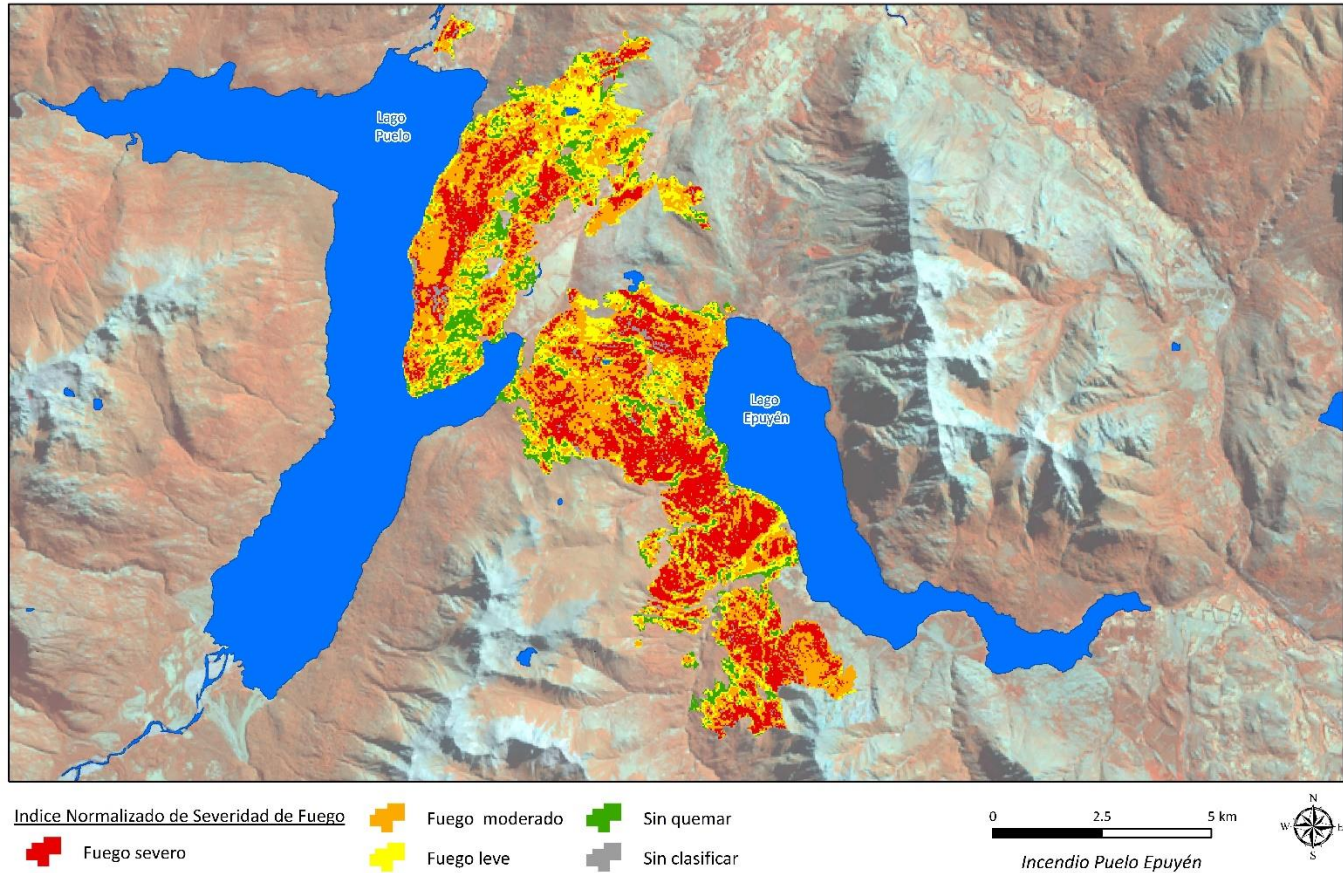 Lago
Puelo
Lago
Epuyén
Indice Normalizado de Severidad de Fuego
Fuego severo
Fuego moderado
Fuego leve
Sin quemar
Sin clasificar
0 2.5 5 km
Incendio Puelo Epuyén
N
W E
S